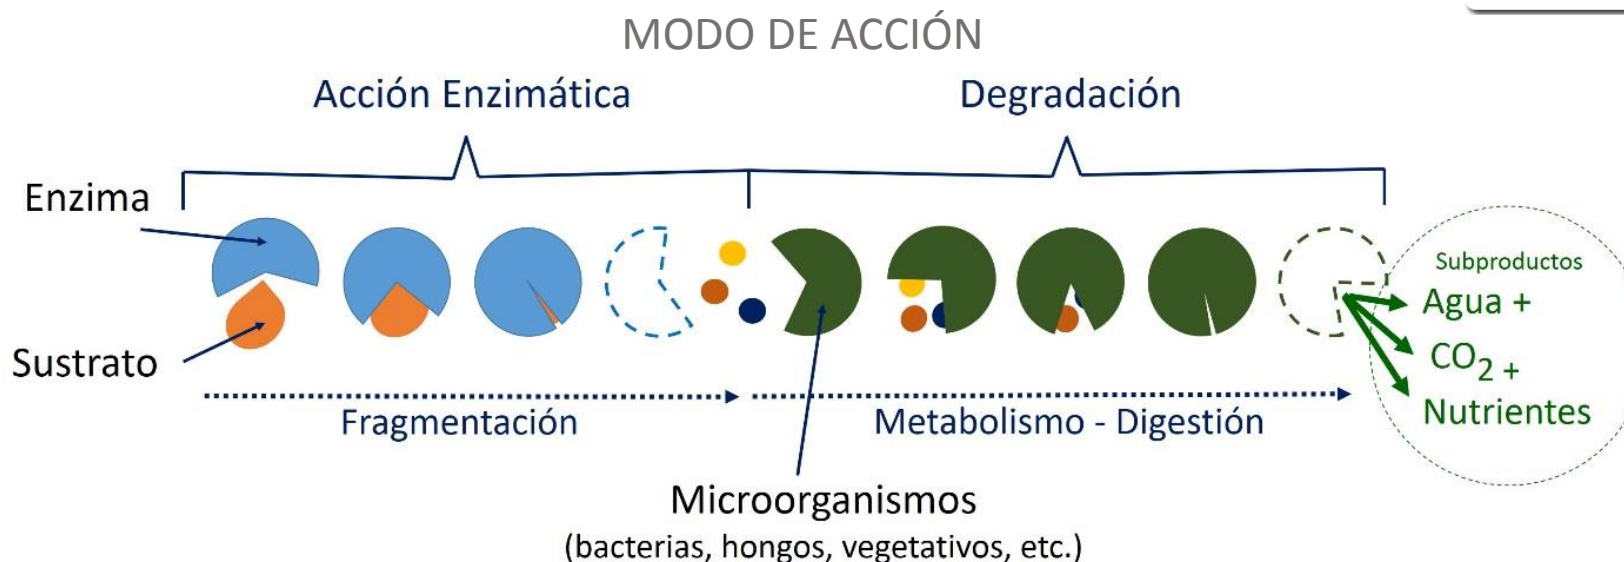 MODO DE ACCIÓN
Acción Enzimática
Degradación
Enzima
Sustrato
Subproductos
Agua +
CO2 +
Nutrientes
Fragmentación
Metabolismo - Digestión
Microorganismos
(bacterias, hongos, vegetativos, etc.)